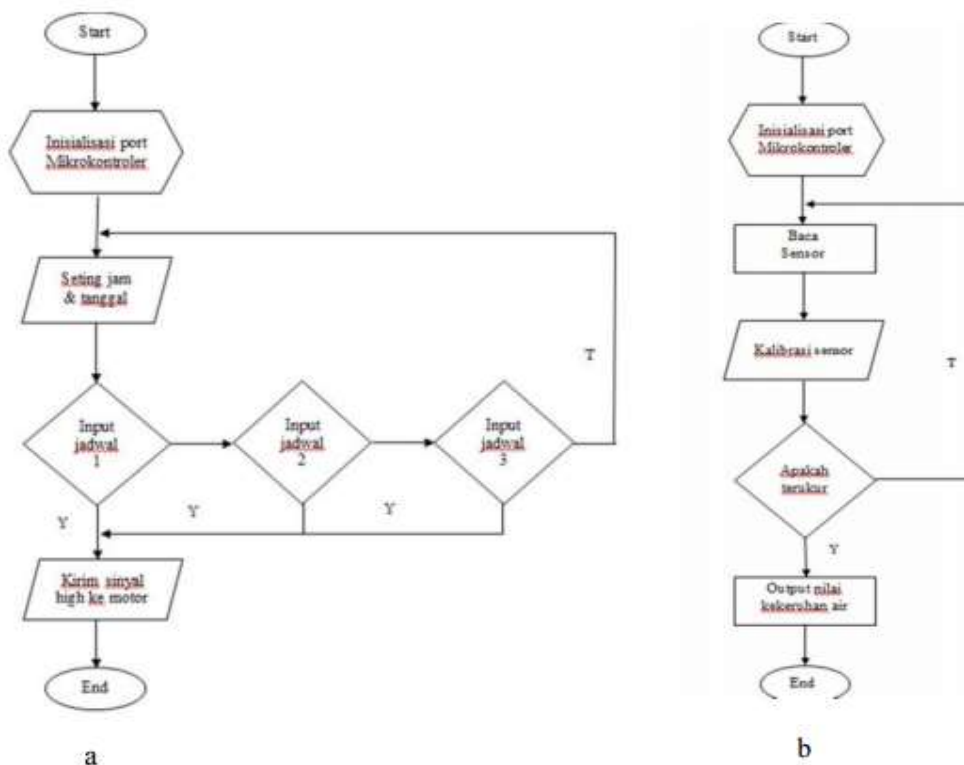 Start
Inisialisasi port
Mikrokontroler
Seting jam
& tanggal
Input
jadwal
1
Input
jadwal
2
Input
jadwal
3
T
Y
Y
Y
Kirim sinyal
high ke motor
End
a
Start
Inisialisasi port
Mikrokontroler
Baca
Sensor
Kalibrasi sensor
T
Apakah
terukur
Y
Output nilai
kekeruhan air
End
b